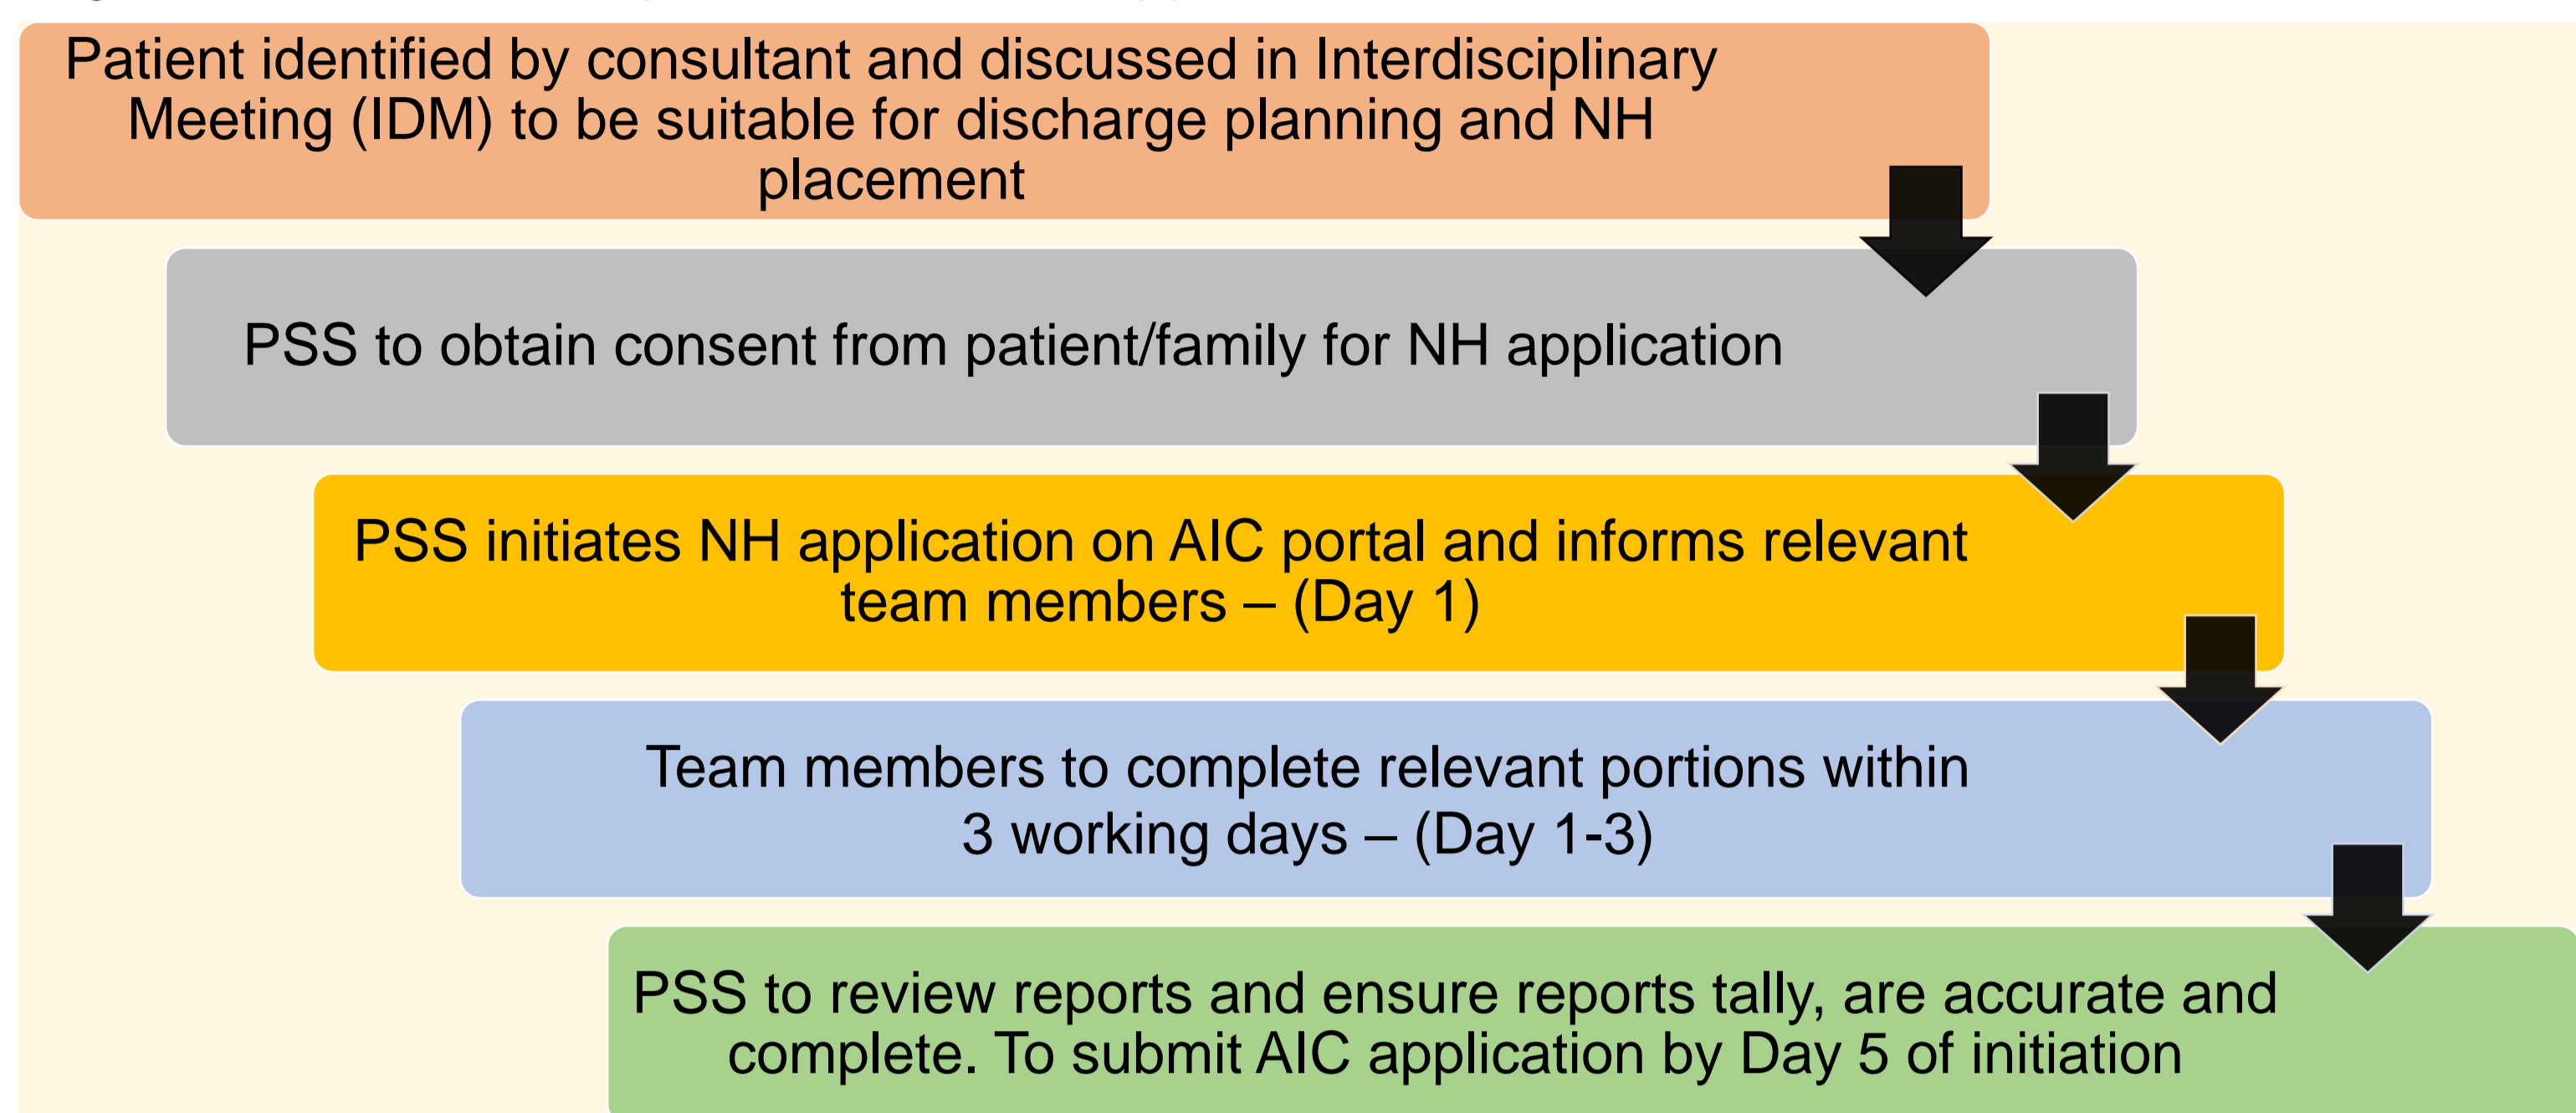 Patient identified by consultant and discussed in Interdisciplinary
Meeting (IDM) to be suitable for discharge planning and NH
placement
PSS to obtain consent from patient/family for NH application
PSS initiates NH application on AIC portal and informs relevant
team members – (Day 1)
Team members to complete relevant portions within
3 working days – (Day 1-3)
PSS to review reports and ensure reports tally, are accurate and
complete. To submit AIC application by Day 5 of initiation